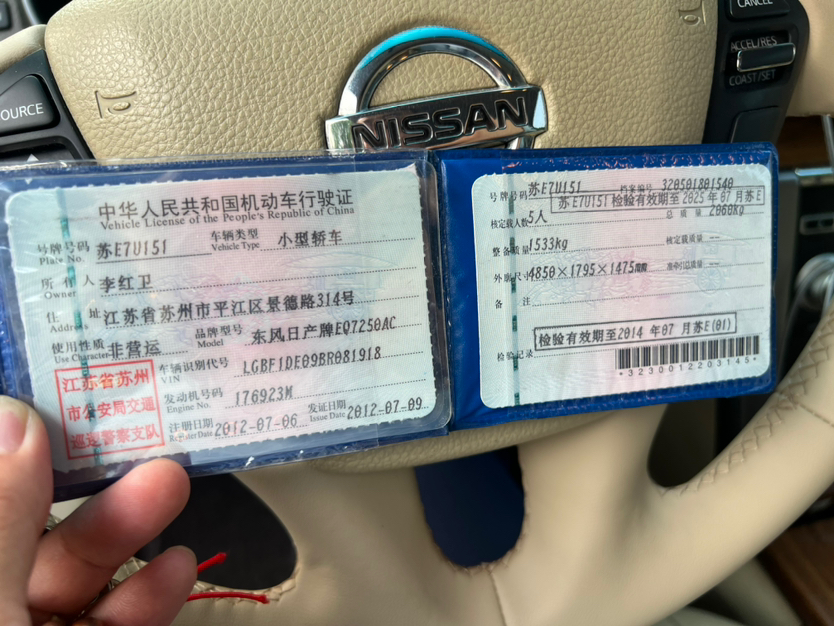 CANCEL
ACCEL/RES
COAST/SET
OURCE
NISSAN
中华人民共和国机动车行驶证
Vehicle License of the People's Republic of China
号牌号码 苏E7U151 车辆类型 小型轿车
Plate No. Vehicle Type
所有人 李红卫
Owner
住址 江苏省苏州市平江区景德路314号
Address
使用性质 非营运 品牌型号 东风日产牌EQ7250AC
Use Character Model
江苏省苏州
市公安局交通
巡逻警察支队
车辆识别代号 LGBF1DE09BR081918
VIN
发动机号码 176923M
Engine No.
注册日期 2012-07-06 发证日期 2012-07-09
Register Date Issue Date
号牌号码 苏E7U151 档案编号 320501801540
苏E7U151 检验有效期至2025年07月苏E
核定载人数 5人 总质量 2060kg
整备质量 1533kg 核定载质量 --
外廓尺寸 4850×1795×1475 准牵引总质量 --
备注
检验有效期至2014年07月苏E(01)
检验记录
*3230012203145*